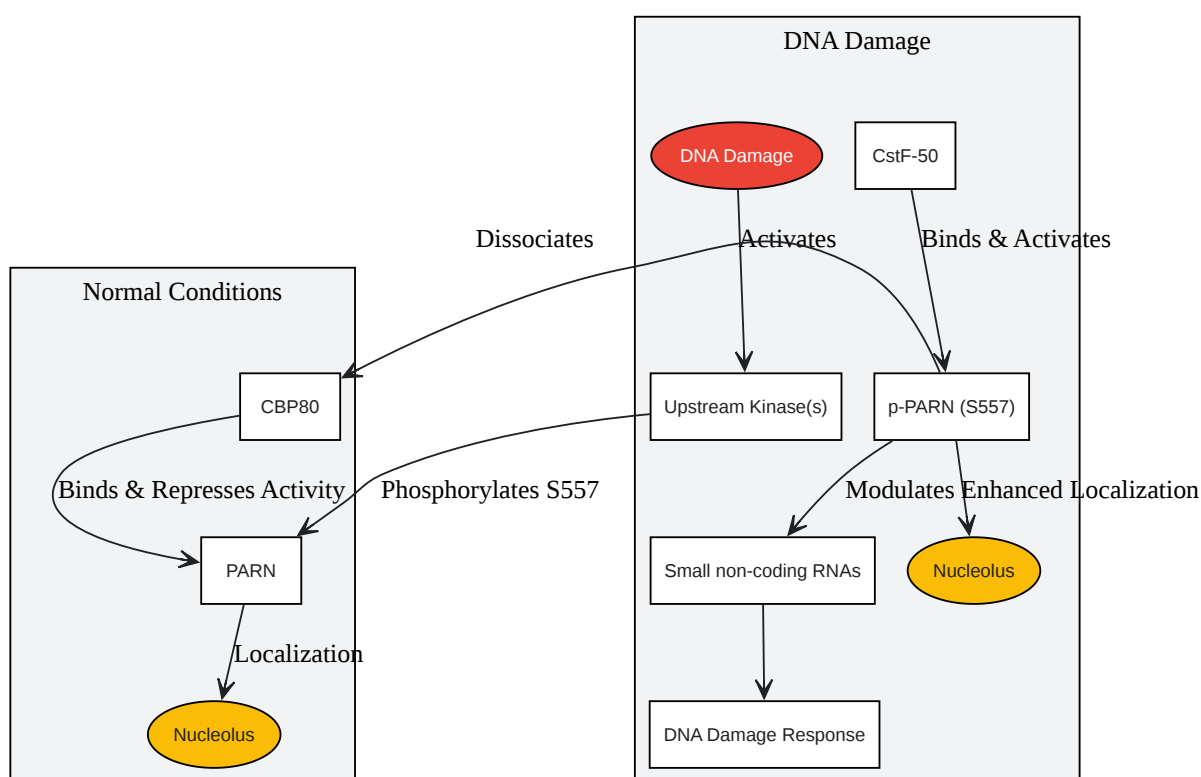 DNA Damage
DNA Damage
CstF-50
Dissociates
Activates
Binds & Activates
Normal Conditions
CBP80
Upstream Kinase(s)
p-PARN (S557)
Binds & Represses Activity
Phosphorylates S557
Modulates
Enhanced Localization
PARN
Small non-coding RNAs
Nucleolus
Localization
Nucleolus
DNA Damage Response